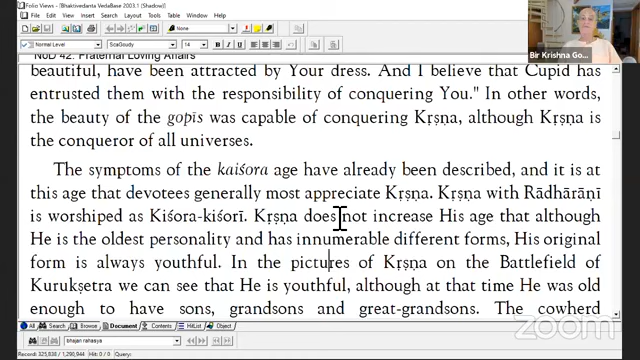 Folio Views - [Bhaktivedanta VedaBase 2003.1 (Shadow)]
File Edit View Search Layout Insert Tools Window Help
<None>
Normal Level ScaGoudy 14
NoD 42: Fraternal Loving Affairs
Bir Krishna Go...
beautiful, have been attracted by Your dress. And I believe that Cupid has
entrusted them with the responsibility of conquering You." In other words,
the beauty of the gopīs was capable of conquering Kṛṣṇa, although Kṛṣṇa is
the conqueror of all universes.
The symptoms of the kaiśora age have already been described, and it is at
this age that devotees generally most appreciate Kṛṣṇa. Kṛṣṇa with Rādhārāṇī
is worshiped as Kiśora-kiśorī. Kṛṣṇa does not increase His age that although
He is the oldest personality and has innumerable different forms, His original
form is always youthful. In the pictures of Kṛṣṇa on the Battlefield of
Kurukṣetra we can see that He is youthful, although at that time He was old
enough to have sons, grandsons and great-grandsons. The cowherd
All Search Browse Document Contents HitList Object
bhajan rahasya
Record: 325,838 / 1,290,944 Hit: 0 / 0 Query:
zoom